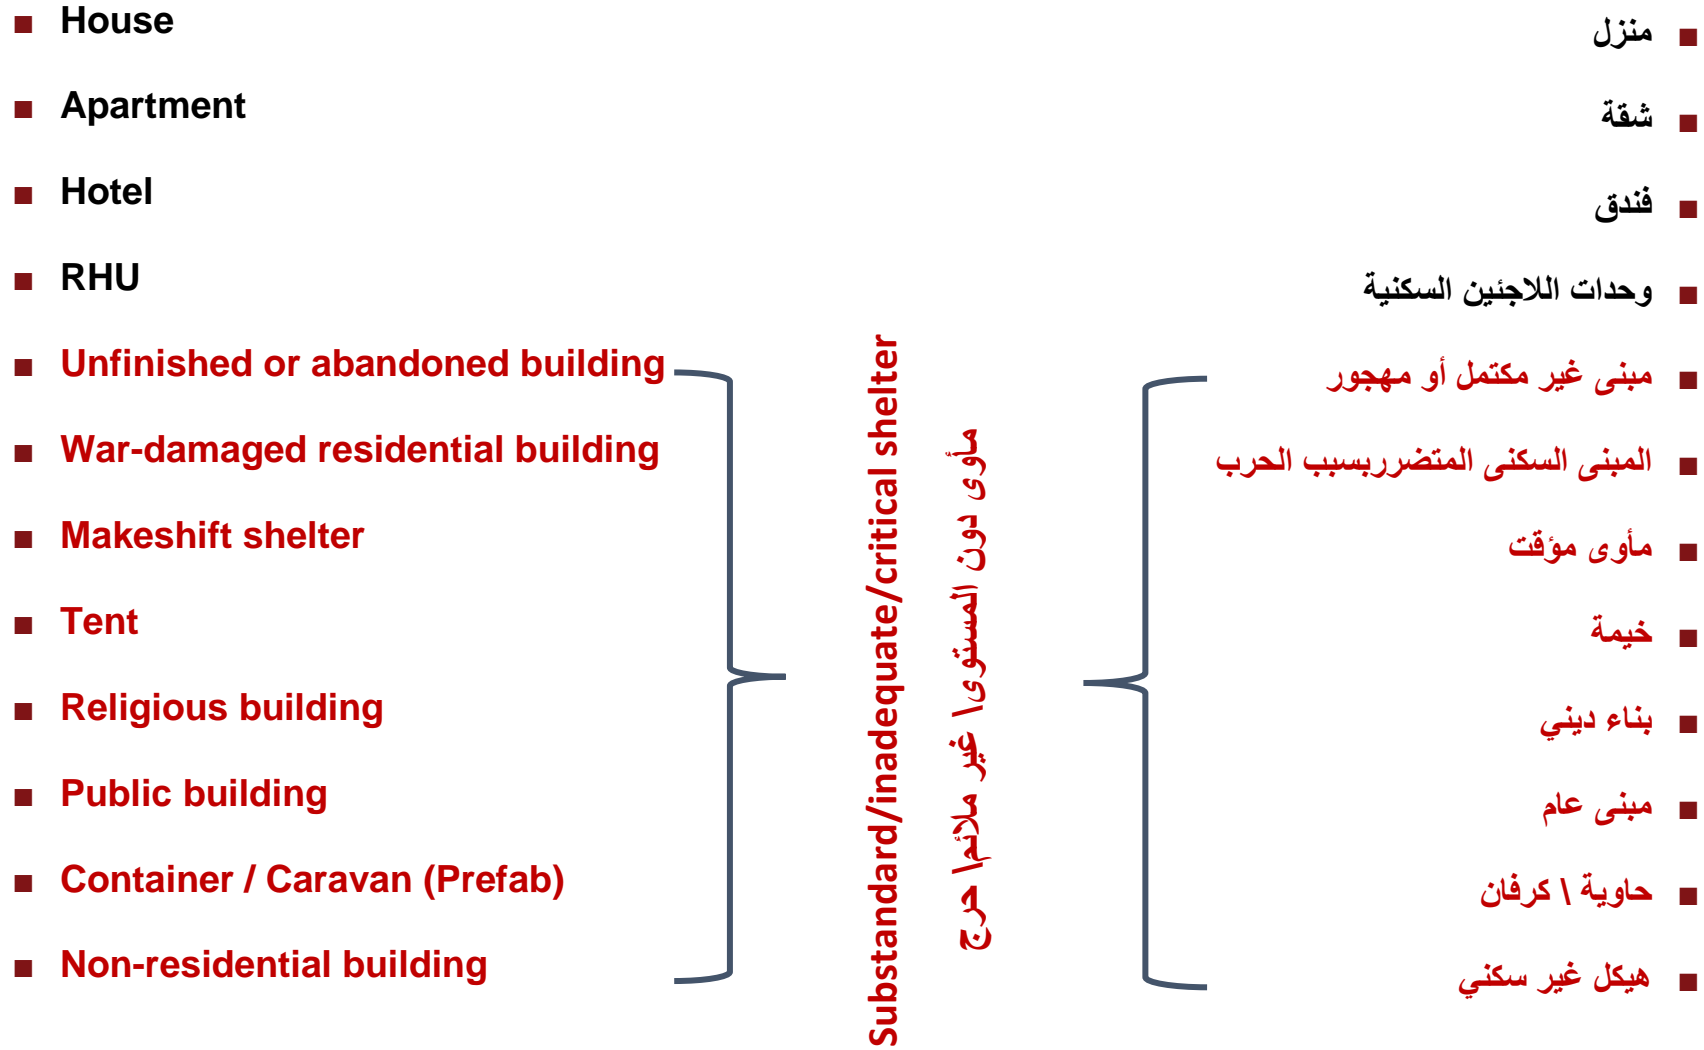 ■ House
■ Apartment
■ Hotel
■ RHU
■ Unfinished or abandoned building
■ War-damaged residential building
■ Makeshift shelter
■ Tent
■ Religious building
■ Public building
■ Container / Caravan (Prefab)
■ Non-residential building
Substandard/inadequate/critical shelter
مأوى دون المستوى\ غير ملائم\ حرج
■ منزل
■ شقة
■ فندق
■ وحدات اللاجئين السكنية
■ مبنى غير مكتمل أو مهجور
■ المبنى السكنى المتضرربسبب الحرب
■ مأوى مؤقت
■ خيمة
■ بناء ديني
■ مبنى عام
■ حاوية \ كرفان
■ هيكل غير سكني